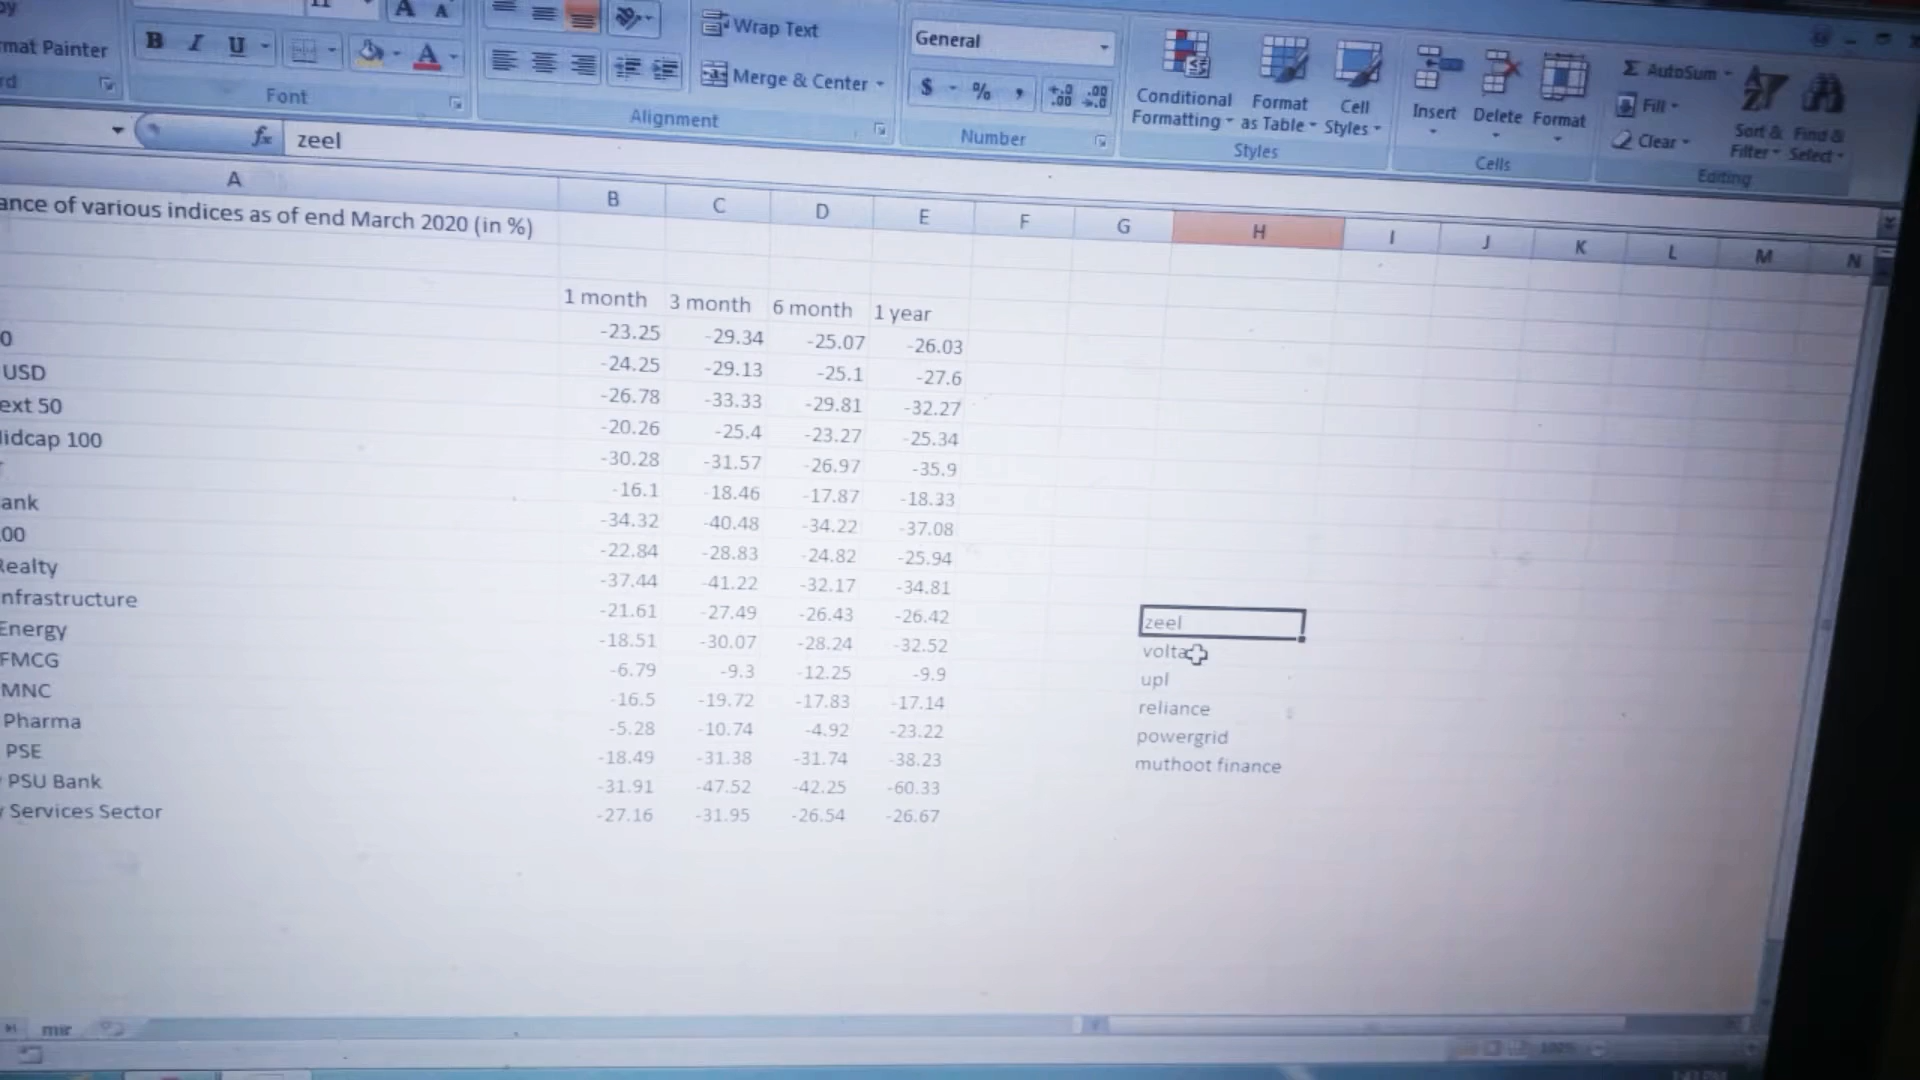 mat Painter
B I U
A A
A
Font
Wrap Text
Merge & Center
Alignment
General
$ % ,
.00
.00
Number
Conditional Formatting
Format as Table
Cell Styles
Styles
Insert Delete Format
Cells
Σ AutoSum
Fill
Clear
Sort & Filter
Find & Select
Editing
fx zeel
A B C D E F G H I J K L M N
ance of various indices as of end March 2020 (in %)
1 month 3 month 6 month 1 year
0 -23.25 -29.34 -25.07 -26.03
USD -24.25 -29.13 -25.1 -27.6
ext 50 -26.78 -33.33 -29.81 -32.27
idcap 100 -20.26 -25.4 -23.27 -25.34
-30.28 -31.57 -26.97 -35.9
-16.1 -18.46 -17.87 -18.33
ank -34.32 -40.48 -34.22 -37.08
00 -22.84 -28.83 -24.82 -25.94
Realty -37.44 -41.22 -32.17 -34.81
nfrastructure -21.61 -27.49 -26.43 -26.42
Energy -18.51 -30.07 -28.24 -32.52
FMCG -6.79 -9.3 -12.25 -9.9
MNC -16.5 -19.72 -17.83 -17.14
Pharma -5.28 -10.74 -4.92 -23.22
PSE -18.49 -31.38 -31.74 -38.23
PSU Bank -31.91 -47.52 -42.25 -60.33
Services Sector -27.16 -31.95 -26.54 -26.67
zeel
volta
upl
reliance
powergrid
muthoot finance
100%